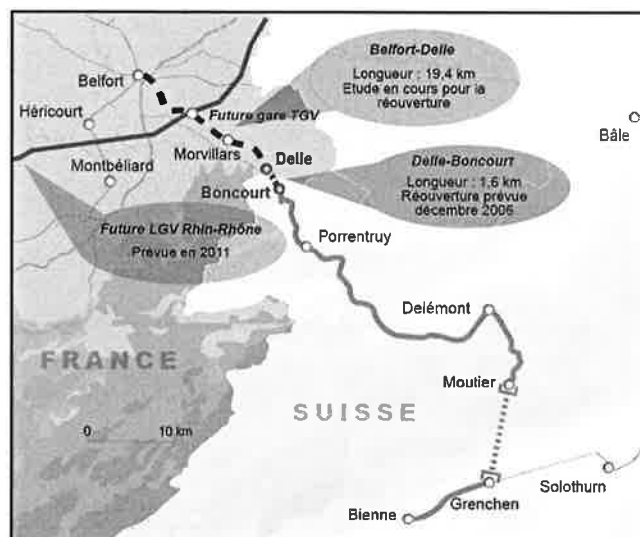 Belfort-Delle
Longueur : 19,4 km
Etude en cours pour la
réouverture
Belfort
Héricourt
Future gare TGV
Bâle
Morvillars
Montbéliard
Delle
Delle-Boncourt
Longueur : 1,6 km
Réouverture prévue
décembre 2006
Boncourt
Future LGV Rhin-Rhône
Prévue en 2011
Porrentruy
Delémont
FRANCE
Moutier
SUISSE
0 10 km
Solothurn
Grenchen
Bienne